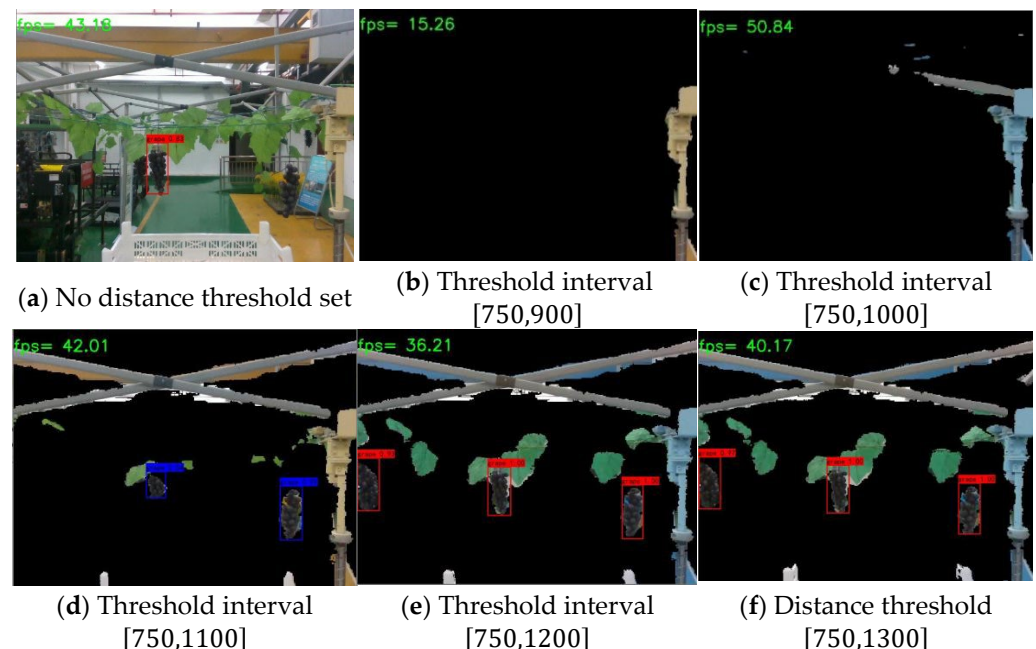 fps= 43.18
fps= 15.26
fps= 50.84
(a) No distance threshold set
(b) Threshold interval
[750,900]
(c) Threshold interval
[750,1000]
fps= 42.01
fps= 36.21
fps= 40.17
(d) Threshold interval
[750,1100]
(e) Threshold interval
[750,1200]
(f) Distance threshold
[750,1300]